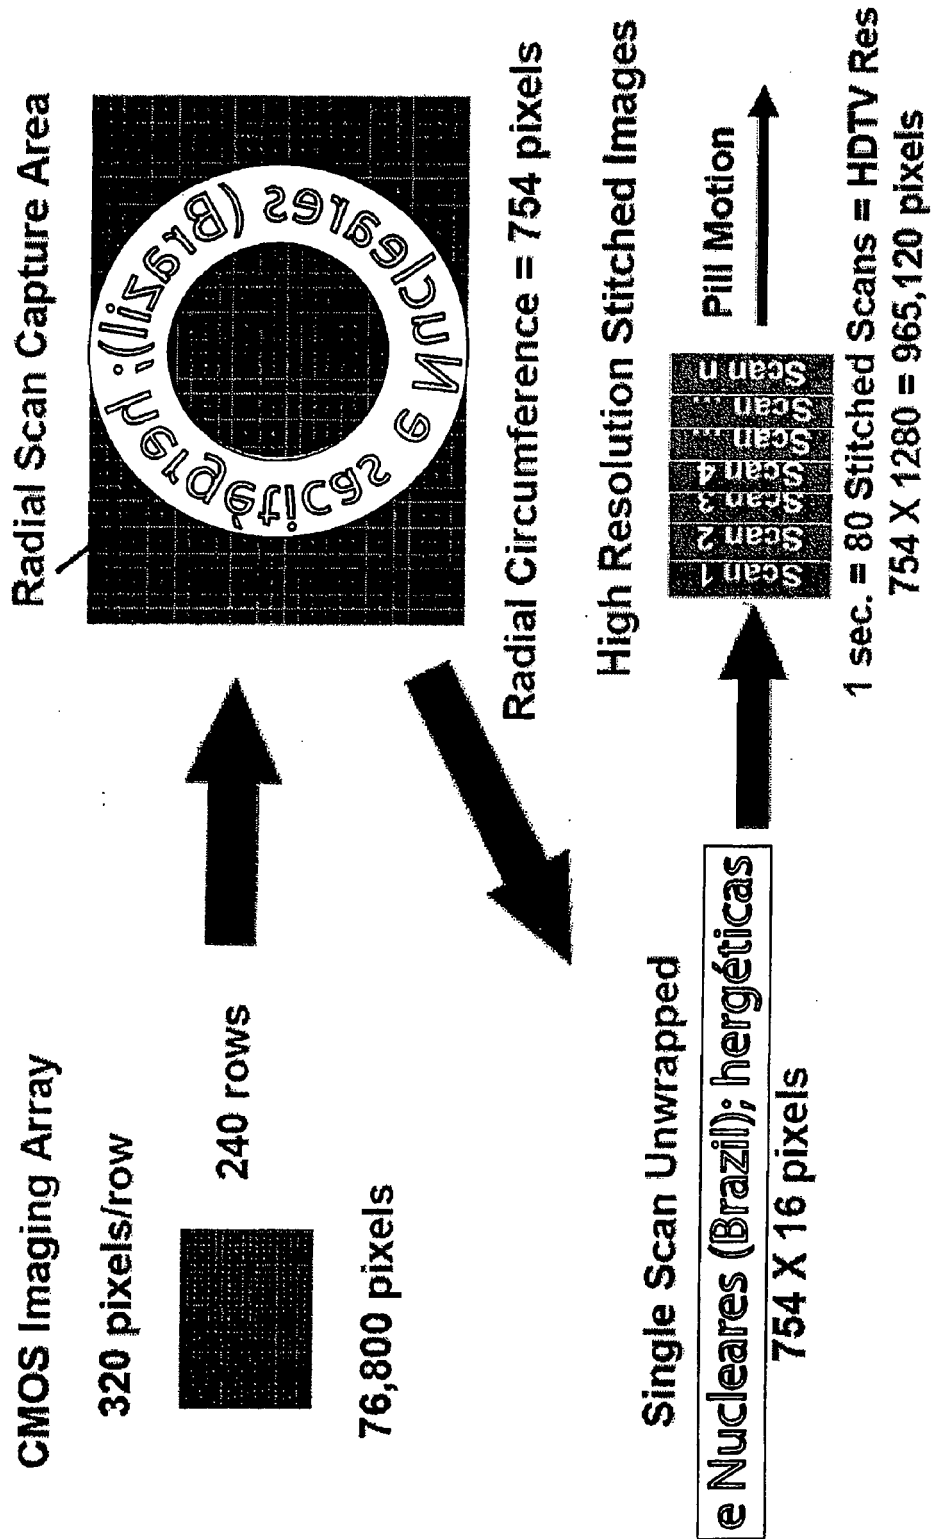 CMOS Imaging Array
320 pixels/row
240 rows
76,800 pixels
Radial Scan Capture Area
e Nucleares (Brazil); hergéticas
Radial Circumference = 754 pixels
Single Scan Unwrapped
e Nucleares (Brazil); hergéticas
754 X 16 pixels
High Resolution Stitched Images
Scan 1
Scan 2
Scan 3
Scan 4
Scan ...
Scan ...
Scan n
Pill Motion
1 sec. = 80 Stitched Scans = HDTV Res
754 X 1280 = 965,120 pixels